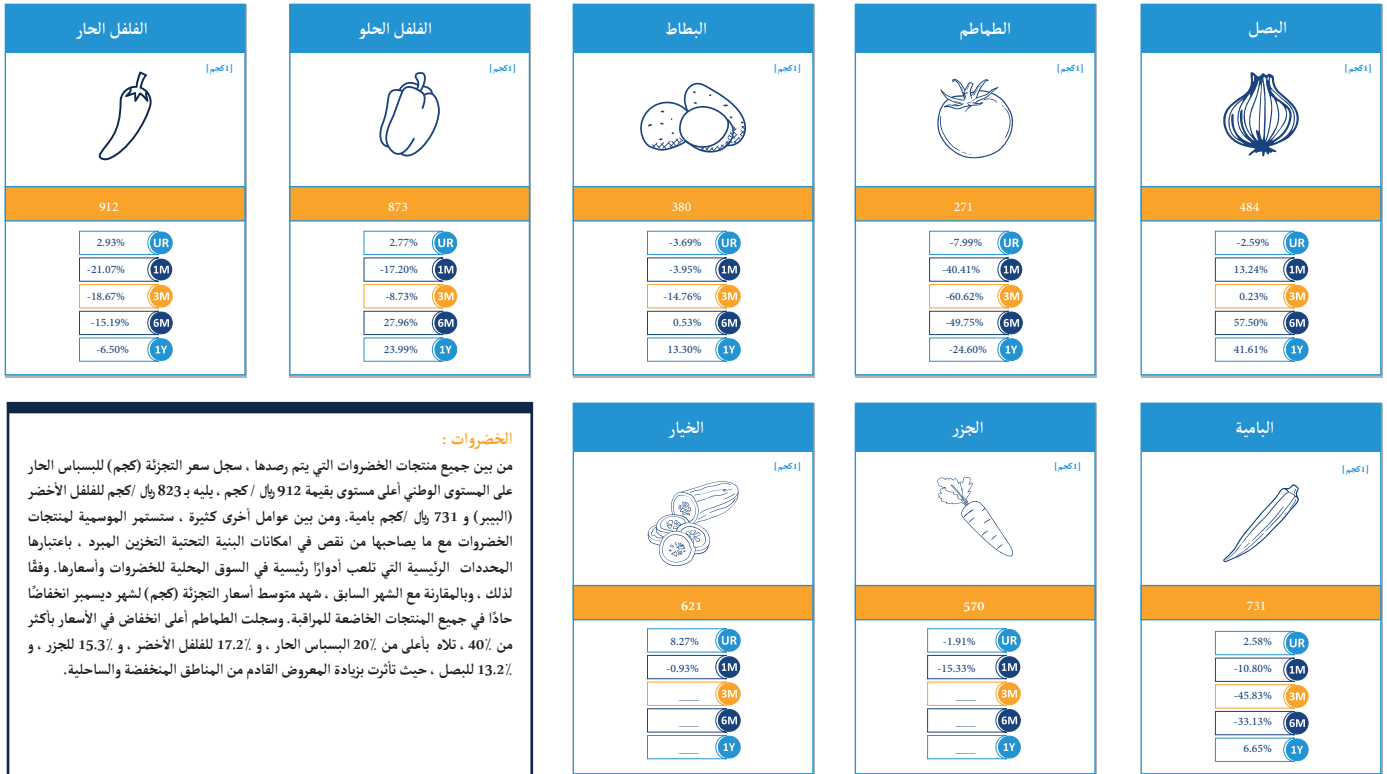 البصل
[1كجم]
484
-2.59% UR
13.24% 1M
0.23% 3M
57.50% 6M
41.61% 1Y
الطماطم
[1كجم]
271
-7.99% UR
-40.41% 1M
-60.62% 3M
-49.75% 6M
-24.60% 1Y
البطاط
[1كجم]
380
-3.69% UR
-3.95% 1M
-14.76% 3M
0.53% 6M
13.30% 1Y
الفلفل الحلو
[1كجم]
873
2.77% UR
-17.20% 1M
-8.73% 3M
27.96% 6M
23.99% 1Y
الفلفل الحار
[1كجم]
912
2.93% UR
-21.07% 1M
-18.67% 3M
-15.19% 6M
-6.50% 1Y
البامية
[1كجم]
731
2.58% UR
-10.80% 1M
-45.83% 3M
-33.13% 6M
6.65% 1Y
الجزر
[1كجم]
570
-1.91% UR
-15.33% 1M
___ 3M
___ 6M
___ 1Y
الخيار
[1كجم]
621
8.27% UR
-0.93% 1M
___ 3M
___ 6M
___ 1Y
الخضروات :
من بين جميع منتجات الخضروات التي يتم رصدها ، سجل سعر التجزئة (كجم) للبسباس الحار
على المستوى الوطني أعلى مستوى بقيمة 912 ريال / كجم ، يليه بـ 823 ريال /كجم للفلفل الأخضر
(البيبر) و 731 ريال /كجم بامية. ومن بين عوامل أخرى كثيرة ، ستستمر الموسمية لمنتجات
الخضروات مع ما يصاحبها من نقص في امكانات البنية التحتية التخزين المبرد ، باعتبارها
المحددات الرئيسية التي تلعب أدوارًا رئيسية في السوق المحلية للخضروات وأسعارها. وفقًا
لذلك ، وبالمقارنة مع الشهر السابق ، شهد متوسط أسعار التجزئة (كجم) لشهر ديسمبر انخفاضًا
حادًا في جميع المنتجات الخاضعة للمراقبة. وسجلت الطماطم أعلى انخفاض في الأسعار بأكثر
من 40٪ ، تلاه بأعلى من 20٪ البسباس الحار ، و 17.2٪ للفلفل الأخضر ، و 15.3٪ للجزر ، و
13.2٪ للبصل ، حيث تأثرت بزيادة المعروض القادم من المناطق المنخفضة والساحلية.